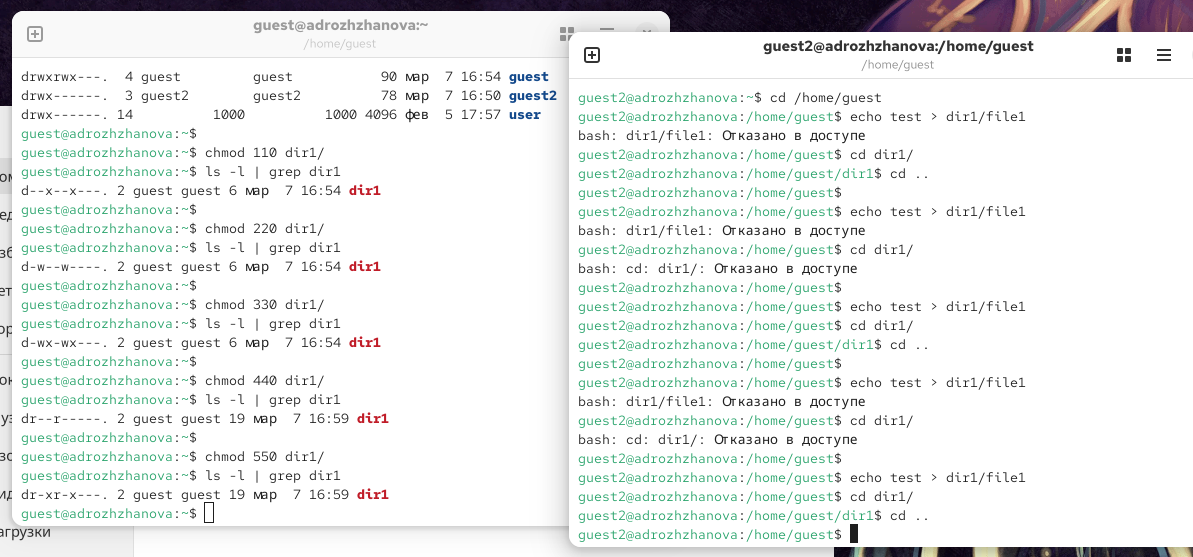 guest@adrozhzhanova:~
/home/guest
drwxrwx---.  4 guest         guest           90 мар  7 16:54 guest
drwx------.  3 guest2        guest2          78 мар  7 16:50 guest2
drwx------. 14          1000          1000 4096 фев  5 17:57 user
guest@adrozhzhanova:~$
guest@adrozhzhanova:~$ chmod 110 dir1/
guest@adrozhzhanova:~$ ls -l | grep dir1
d--x--x---. 2 guest guest 6 мар  7 16:54 dir1
guest@adrozhzhanova:~$
guest@adrozhzhanova:~$ chmod 220 dir1/
guest@adrozhzhanova:~$ ls -l | grep dir1
d-w--w----. 2 guest guest 6 мар  7 16:54 dir1
guest@adrozhzhanova:~$
guest@adrozhzhanova:~$ chmod 330 dir1/
guest@adrozhzhanova:~$ ls -l | grep dir1
d-wx-wx---. 2 guest guest 6 мар  7 16:54 dir1
guest@adrozhzhanova:~$
guest@adrozhzhanova:~$ chmod 440 dir1/
guest@adrozhzhanova:~$ ls -l | grep dir1
dr--r-----. 2 guest guest 19 мар  7 16:59 dir1
guest@adrozhzhanova:~$
guest@adrozhzhanova:~$ chmod 550 dir1/
guest@adrozhzhanova:~$ ls -l | grep dir1
dr-xr-x---. 2 guest guest 19 мар  7 16:59 dir1
guest@adrozhzhanova:~$
агрузки
guest2@adrozhzhanova:/home/guest
/home/guest
guest2@adrozhzhanova:~$ cd /home/guest
guest2@adrozhzhanova:/home/guest$ echo test > dir1/file1
bash: dir1/file1: Отказано в доступе
guest2@adrozhzhanova:/home/guest$ cd dir1/
guest2@adrozhzhanova:/home/guest/dir1$ cd ..
guest2@adrozhzhanova:/home/guest$
guest2@adrozhzhanova:/home/guest$ echo test > dir1/file1
bash: dir1/file1: Отказано в доступе
guest2@adrozhzhanova:/home/guest$ cd dir1/
bash: cd: dir1/: Отказано в доступе
guest2@adrozhzhanova:/home/guest$
guest2@adrozhzhanova:/home/guest$ echo test > dir1/file1
guest2@adrozhzhanova:/home/guest$ cd dir1/
guest2@adrozhzhanova:/home/guest/dir1$ cd ..
guest2@adrozhzhanova:/home/guest$
guest2@adrozhzhanova:/home/guest$ echo test > dir1/file1
bash: dir1/file1: Отказано в доступе
guest2@adrozhzhanova:/home/guest$ cd dir1/
bash: cd: dir1/: Отказано в доступе
guest2@adrozhzhanova:/home/guest$
guest2@adrozhzhanova:/home/guest$ echo test > dir1/file1
guest2@adrozhzhanova:/home/guest$ cd dir1/
guest2@adrozhzhanova:/home/guest/dir1$ cd ..
guest2@adrozhzhanova:/home/guest$